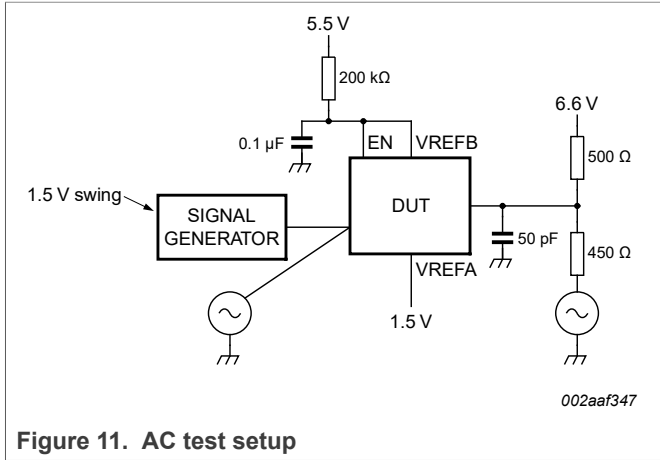 5.5 V
200 kΩ
6.6 V
0.1 µF
EN
VREFB
500 Ω
1.5 V swing
SIGNAL
GENERATOR
DUT
50 pF
450 Ω
VREFA
1.5 V
002aaf347
Figure 11. AC test setup